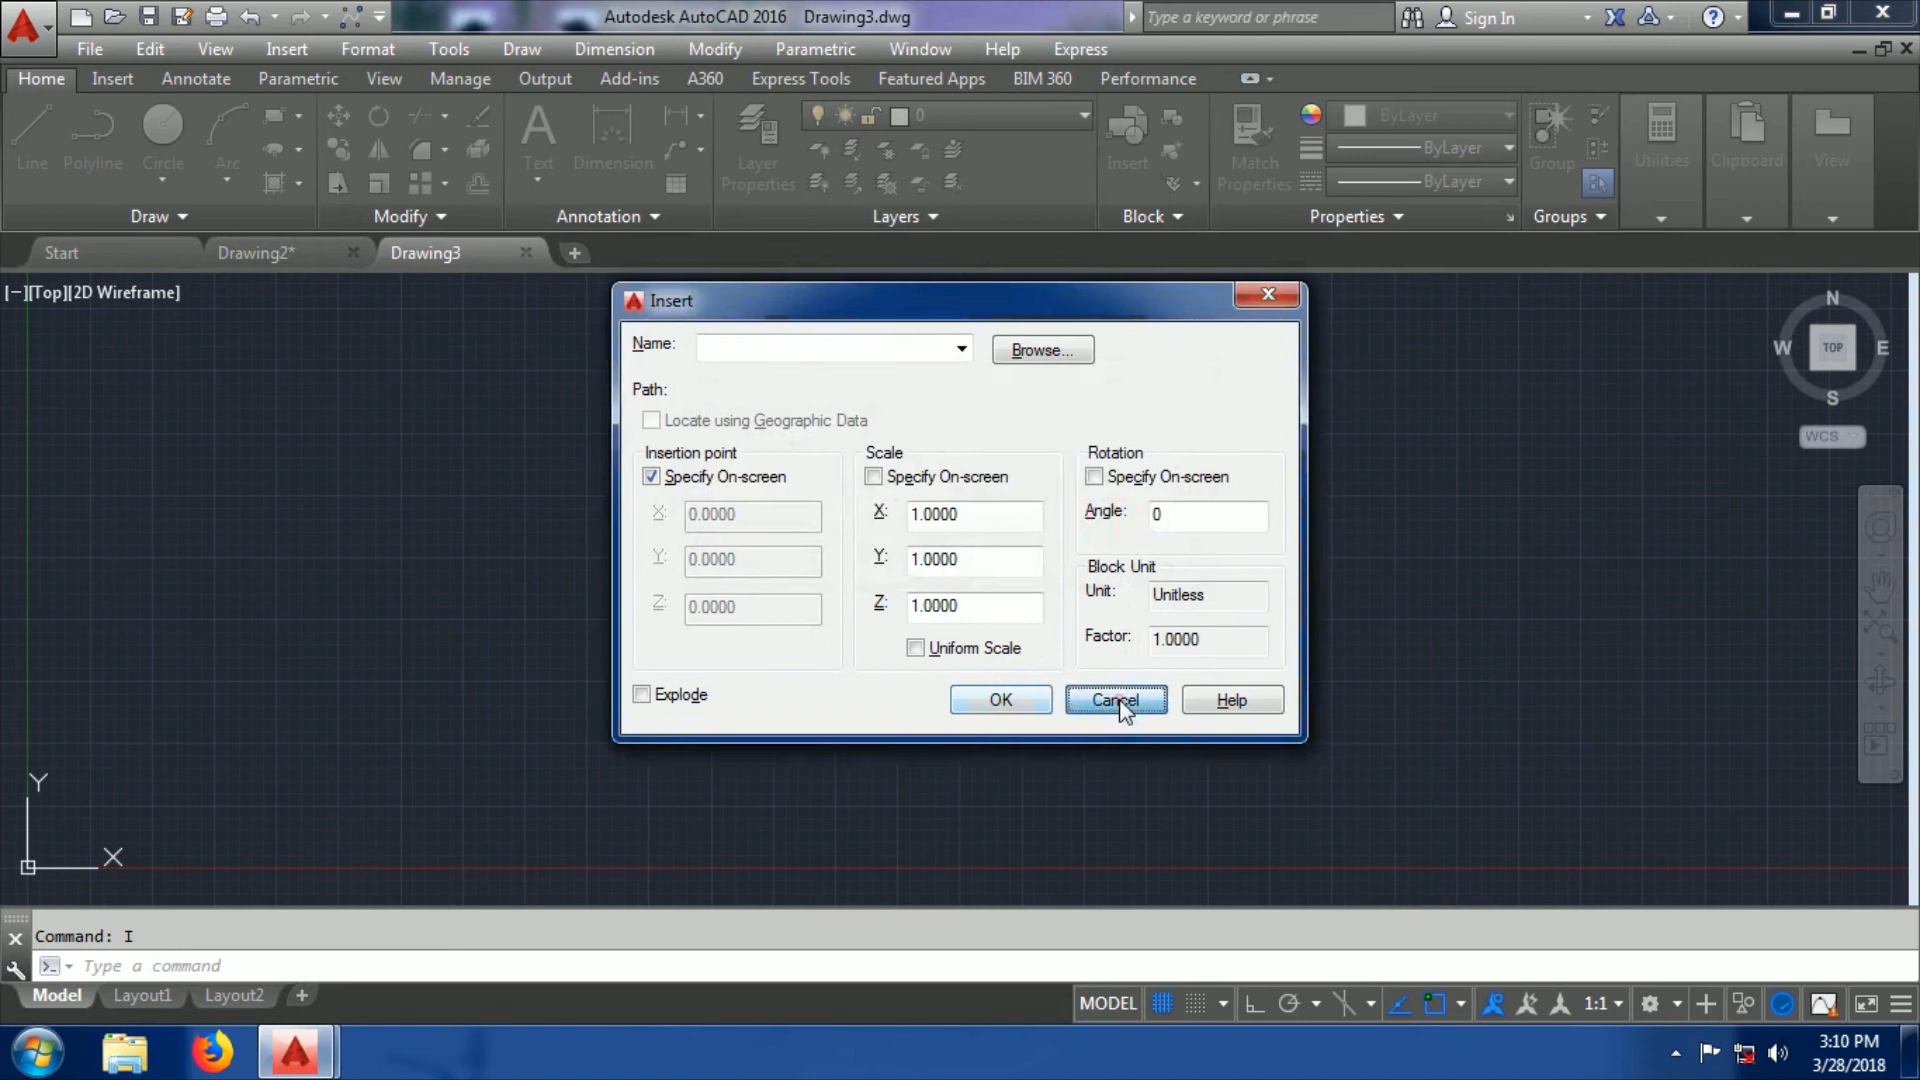 Autodesk AutoCAD 2016 Drawing3.dwg
Type a keyword or phrase
Sign In
File Edit View Insert Format Tools Draw Dimension Modify Parametric Window Help Express
Home Insert Annotate Parametric View Manage Output Add-ins A360 Express Tools Featured Apps BIM 360 Performance
0
ByLayer
ByLayer
ByLayer
Line Polyline Circle Arc Text Dimension Layer Properties Insert Match Properties Group Utilities Clipboard View
Draw Modify Annotation Layers Block Properties Groups
Start Drawing2* Drawing3
[−][Top][2D Wireframe]
N
W TOP E
S
WCS
Insert
Name: Browse...
Path:
Locate using Geographic Data
Insertion point Scale Rotation
Specify On-screen Specify On-screen Specify On-screen
X: 0.0000 X: 1.0000 Angle: 0
Y: 0.0000 Y: 1.0000
Block Unit
Unit: Unitless
Z: 0.0000 Z: 1.0000
Factor: 1.0000
Uniform Scale
Explode OK Cancel Help
Y
X
Command: I
Type a command
Model Layout1 Layout2 MODEL 1:1
3:10 PM
3/28/2018